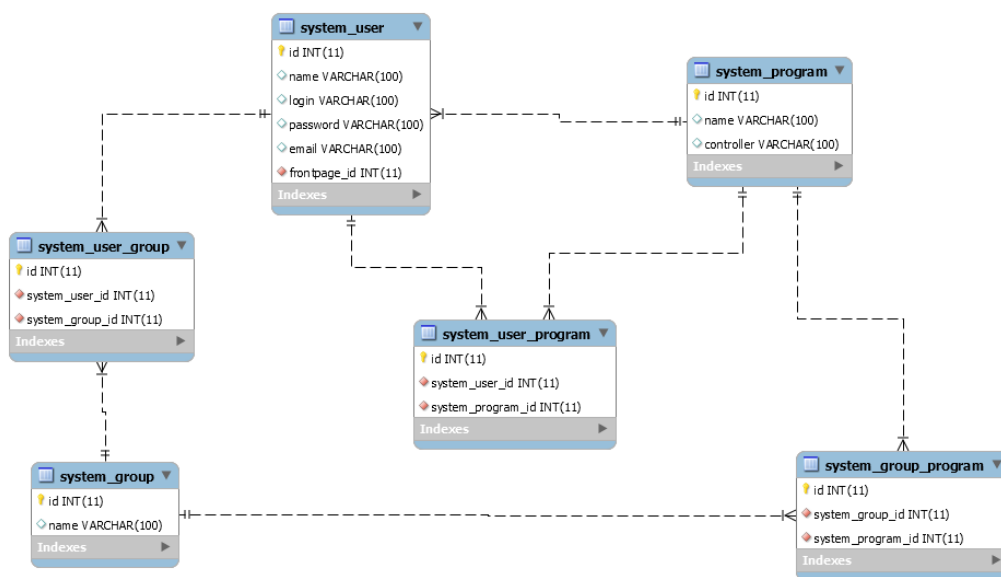 system_user
id INT(11)
name VARCHAR(100)
login VARCHAR(100)
password VARCHAR(100)
email VARCHAR(100)
frontpage_id INT(11)
Indexes
system_program
id INT(11)
name VARCHAR(100)
controller VARCHAR(100)
Indexes
system_user_group
id INT(11)
system_user_id INT(11)
system_group_id INT(11)
Indexes
system_user_program
id INT(11)
system_user_id INT(11)
system_program_id INT(11)
Indexes
system_group
id INT(11)
name VARCHAR(100)
Indexes
system_group_program
id INT(11)
system_group_id INT(11)
system_program_id INT(11)
Indexes